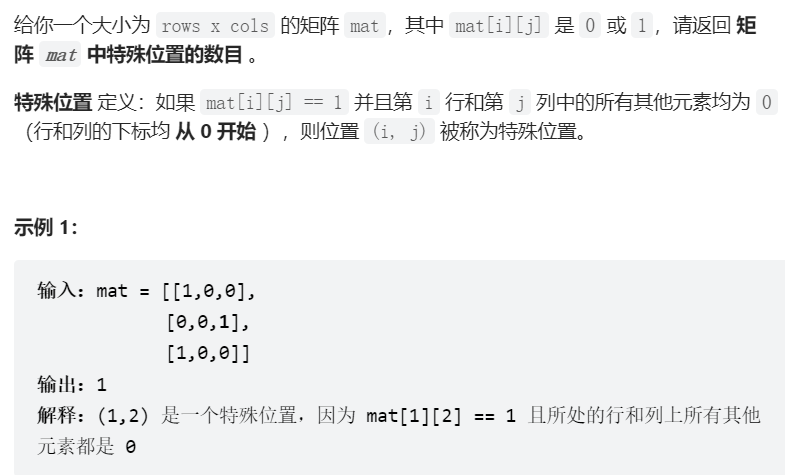 给你一个大小为 rows x cols 的矩阵 mat，其中 mat[i][j] 是 0 或 1，请返回 矩
阵 mat 中特殊位置的数目 。
特殊位置 定义：如果 mat[i][j] == 1 并且第 i 行和第 j 列中的所有其他元素均为 0
（行和列的下标均 从 0 开始 ），则位置 (i, j) 被称为特殊位置。
示例 1：
输入：mat = [[1,0,0],
[0,0,1],
[1,0,0]]
输出：1
解释：(1,2) 是一个特殊位置，因为 mat[1][2] == 1 且所处的行和列上所有其他
元素都是 0